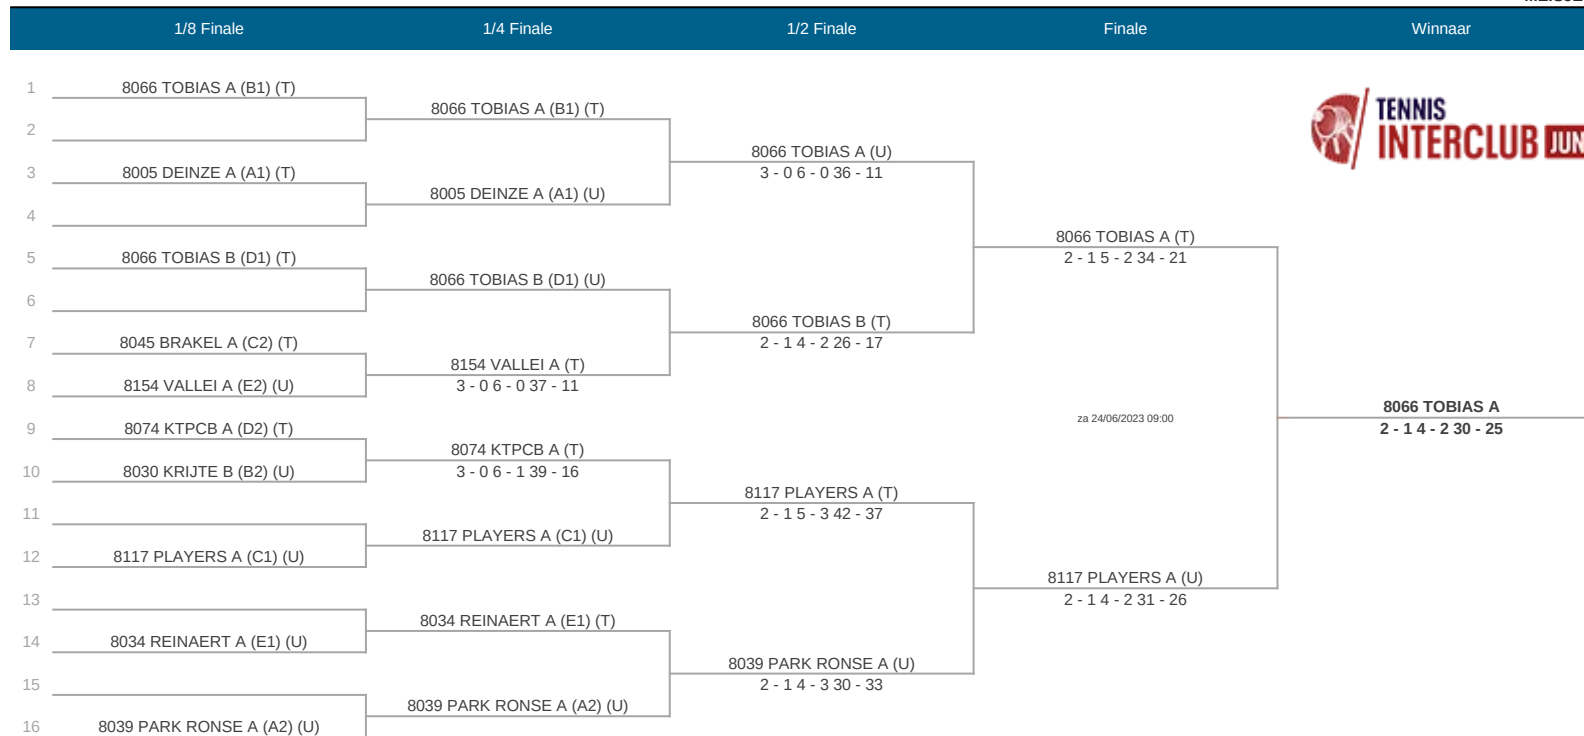 1/8 Finale 1/4 Finale 1/2 Finale Finale Winnaar
1 8066 TOBIAS A (B1) (T)
8066 TOBIAS A (B1) (T)
2
8066 TOBIAS A (U)
3 - 0 6 - 0 36 - 11
3 8005 DEINZE A (A1) (T)
8005 DEINZE A (A1) (U)
4
8066 TOBIAS A (T)
2 - 1 5 - 2 34 - 21
5 8066 TOBIAS B (D1) (T)
8066 TOBIAS B (D1) (U)
6
8066 TOBIAS B (T)
2 - 1 4 - 2 26 - 17
7 8045 BRAKEL A (C2) (T)
8154 VALLEI A (T)
3 - 0 6 - 0 37 - 11
8 8154 VALLEI A (E2) (U)
8066 TOBIAS A
2 - 1 4 - 2 30 - 25
za 24/06/2023 09:00
9 8074 KTPCB A (D2) (T)
8074 KTPCB A (T)
3 - 0 6 - 1 39 - 16
10 8030 KRIJTE B (B2) (U)
8117 PLAYERS A (T)
2 - 1 5 - 3 42 - 37
11
8117 PLAYERS A (C1) (U)
12 8117 PLAYERS A (C1) (U)
8117 PLAYERS A (U)
2 - 1 4 - 2 31 - 26
13
8034 REINAERT A (E1) (T)
14 8034 REINAERT A (E1) (U)
8039 PARK RONSE A (U)
2 - 1 4 - 3 30 - 33
15
8039 PARK RONSE A (A2) (U)
16 8039 PARK RONSE A (A2) (U)
TENNIS
INTERCLUB JUN